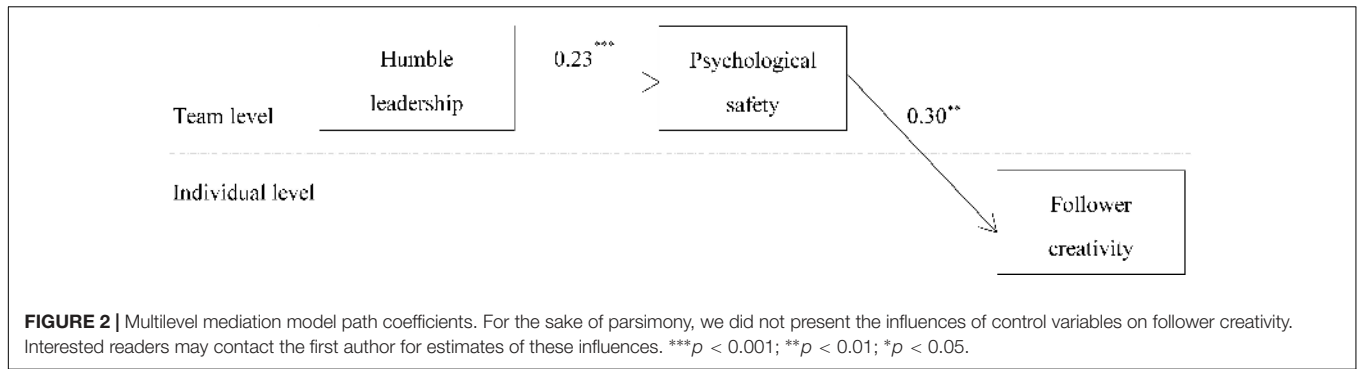 Humble
leadership
0.23***
>
Psychological
safety
Team level
0.30**
Individual level
Follower
creativity
FIGURE 2 | Multilevel mediation model path coefficients. For the sake of parsimony, we did not present the influences of control variables on follower creativity.
Interested readers may contact the first author for estimates of these influences. ***p < 0.001; **p < 0.01; *p < 0.05.